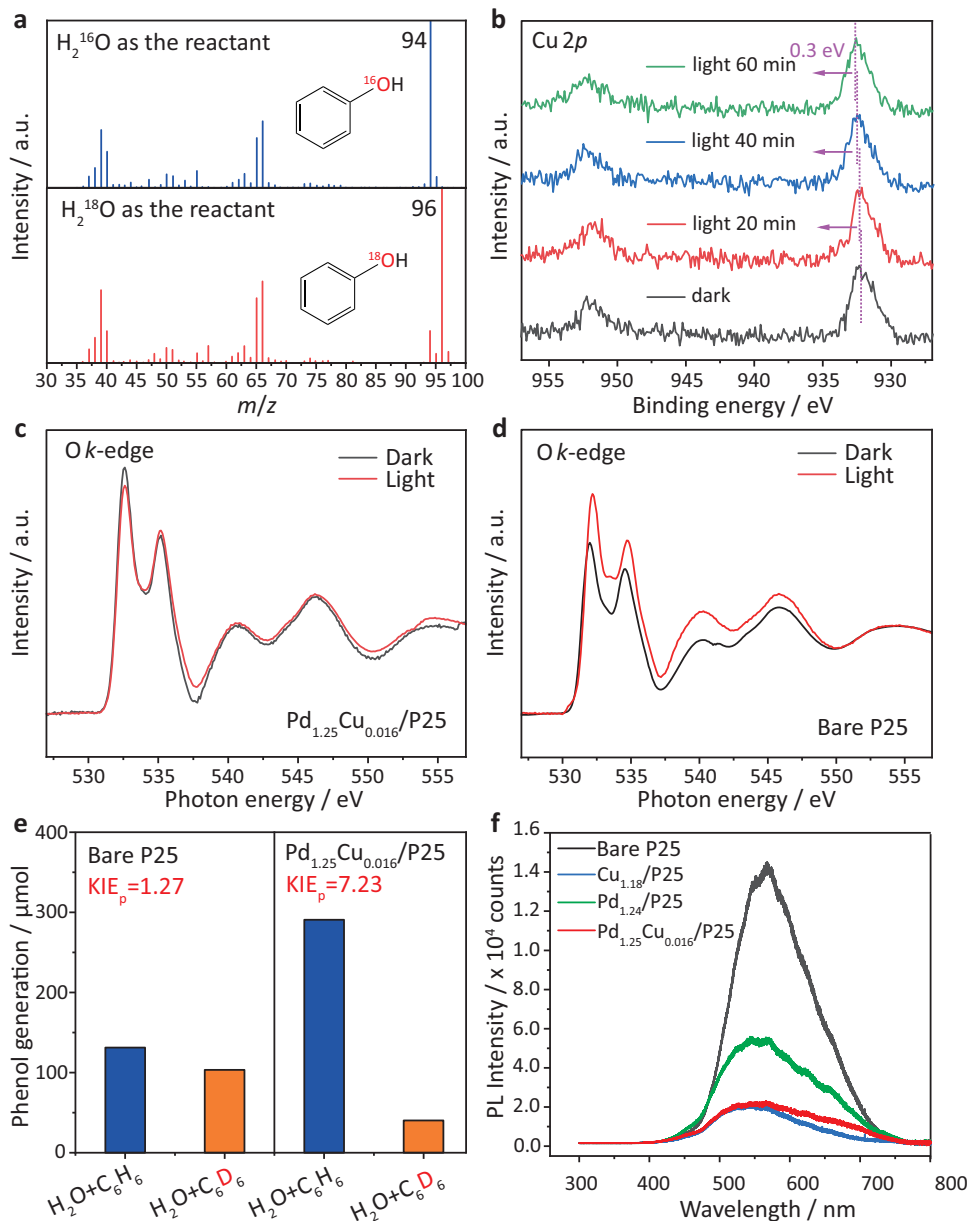 a
H₂¹⁶O as the reactant
94
¹⁶OH
H₂¹⁸O as the reactant
96
¹⁸OH
Intensity / a.u.
30 35 40 45 50 55 60 65 70 75 80 85 90 95 100
m/z
b
Cu 2p
0.3 eV
light 60 min
light 40 min
light 20 min
dark
Intensity / a.u.
955 950 945 940 935 930
Binding energy / eV
c
O k-edge
Dark
Light
Intensity / a.u.
Pd₁.₂₅Cu₀.₀₁₆/P25
530 535 540 545 550 555
Photon energy / eV
d
O k-edge
Dark
Light
Intensity / a.u.
Bare P25
530 535 540 545 550 555
Photon energy / eV
e
400
300
200
100
0
Phenol generation / μmol
Bare P25
KIEₚ=1.27
Pd₁.₂₅Cu₀.₀₁₆/P25
KIEₚ=7.23
H₂O+C₆H₆
H₂O+C₆D₆
H₂O+C₆H₆
H₂O+C₆D₆
f
1.6
1.4
1.2
1.0
8.0
6.0
4.0
2.0
0.0
PL Intensity / x 10⁴ counts
Bare P25
Cu₁.₁₈/P25
Pd₁.₂₄/P25
Pd₁.₂₅Cu₀.₀₁₆/P25
300 400 500 600 700 800
Wavelength / nm